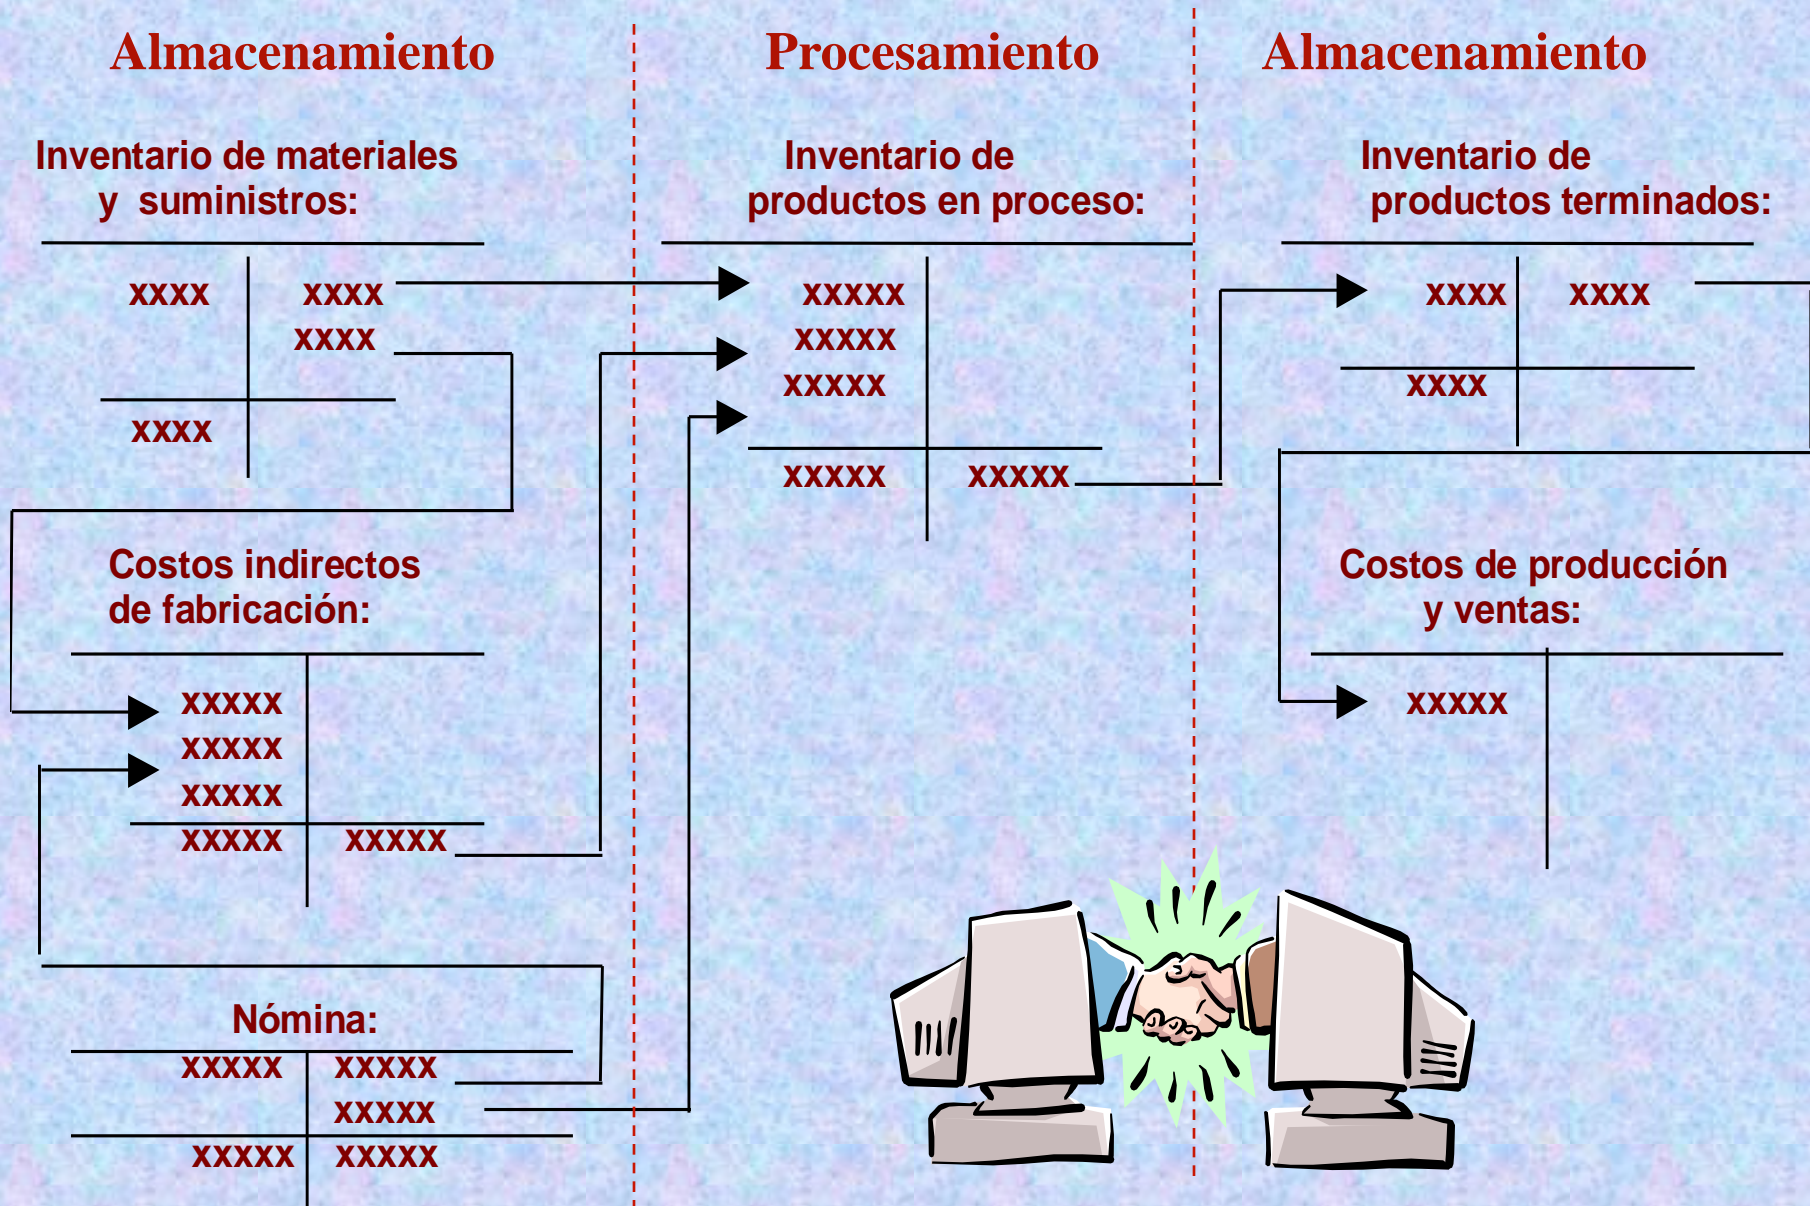 Almacenamiento
Inventario de materiales
y suministros:
xxxx xxxx
xxxx
xxxx
Costos indirectos
de fabricación:
xxxxx
xxxxx
xxxxx
xxxxx xxxxx
Nómina:
xxxxx xxxxx
xxxxx
xxxxx xxxxx
Procesamiento
Inventario de
productos en proceso:
xxxxx
xxxxx
xxxxx
xxxxx xxxxx
Almacenamiento
Inventario de
productos terminados:
xxxx xxxx
xxxx
Costos de producción
y ventas:
xxxxx